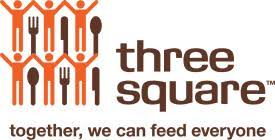 three
square™
together, we can feed everyone